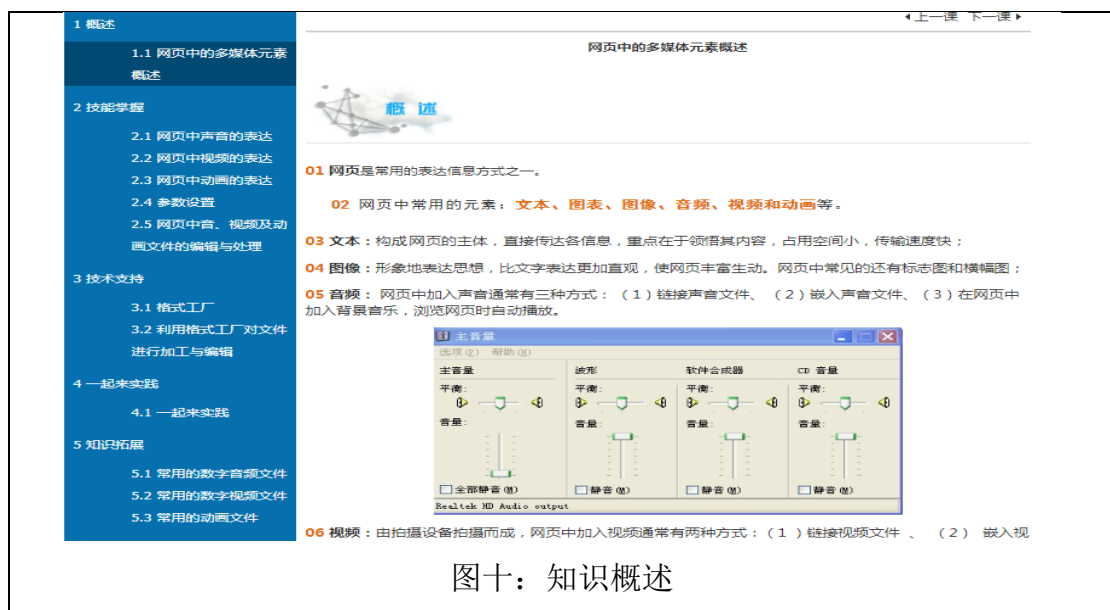 1 概述
1.1 网页中的多媒体元素
概述
2 技能掌握
2.1 网页中声音的表达
2.2 网页中视频的表达
2.3 网页中动画的表达
2.4 参数设置
2.5 网页中音、视频及动
画文件的编辑与处理
3 技术支持
3.1 格式工厂
3.2 利用格式工厂对文件
进行加工与编辑
4 一起来实践
4.1 一起来实践
5 知识拓展
5.1 常用的数字音频文件
5.2 常用的数字视频文件
5.3 常用的动画文件
上一课 下一课
网页中的多媒体元素概述
概 述
01 网页是常用的表达信息方式之一。
02 网页中常用的元素：文本、图表、图像、音频、视频和动画等。
03 文本：构成网页的主体，直接传达各信息，重点在于领悟其内容，占用空间小，传输速度快；
04 图像：形象地表达思想，比文字表达更加直观，使网页丰富生动。网页中常见的还有标志图和横幅图；
05 音频： 网页中加入声音通常有三种方式：（1）链接声音文件、（2）嵌入声音文件、（3）在网页中
加入背景音乐，浏览网页时自动播放。
主音量
选项(P) 帮助(H)
主音量 波形 软件合成器 CD 音量
平衡: 平衡: 平衡: 平衡:
音量: 音量: 音量: 音量:
全部静音(M) 静音(M) 静音(M) 静音(M)
Realtek HD Audio output
06 视频：由拍摄设备拍摄而成，网页中加入视频通常有两种方式：（1）链接视频文件 、 （2） 嵌入视
图十：知识概述